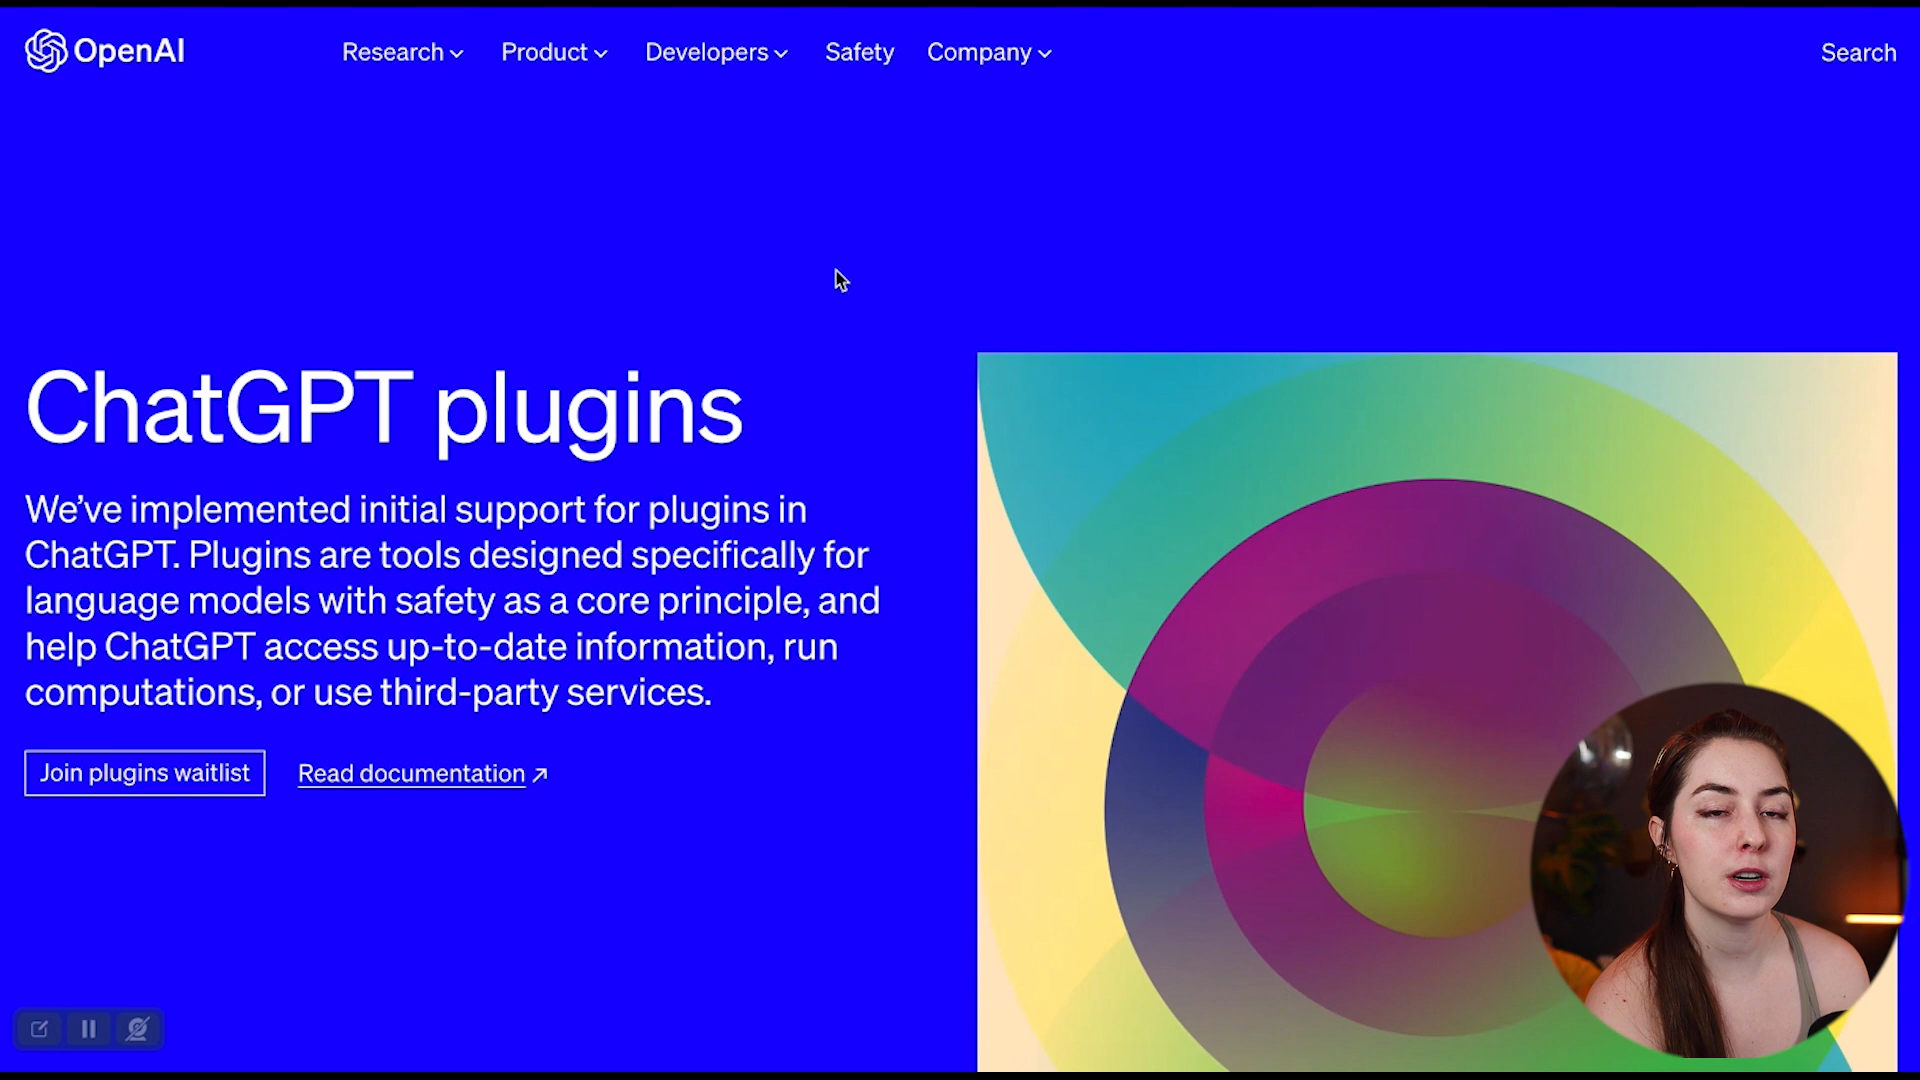 OpenAI
Research
Product
Developers
Safety
Company
Search
ChatGPT plugins
We’ve implemented initial support for plugins in
ChatGPT. Plugins are tools designed specifically for
language models with safety as a core principle, and
help ChatGPT access up-to-date information, run
computations, or use third-party services.
Join plugins waitlist
Read documentation ↗